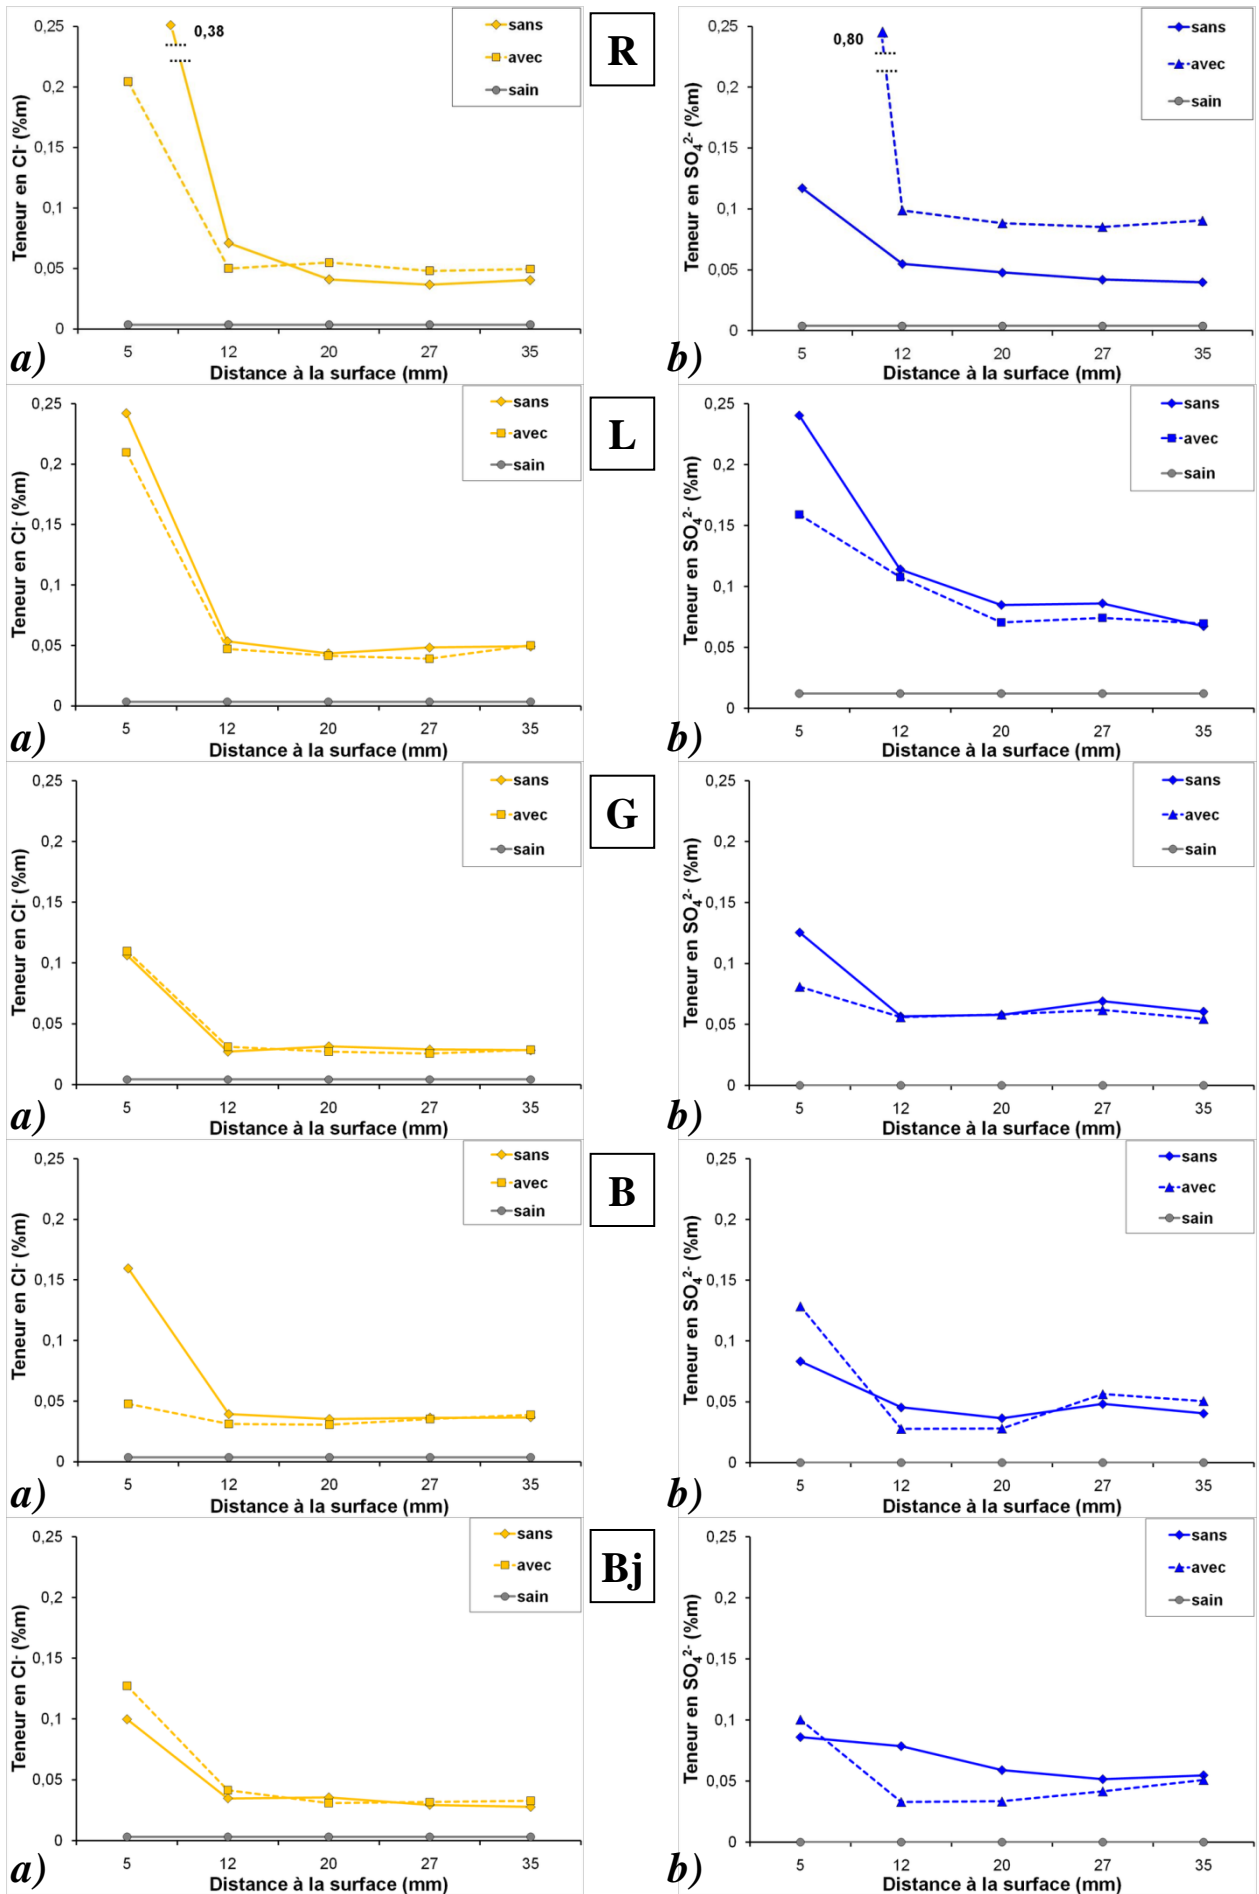 R
0,25
0,2
0,15
0,1
0,05
0
5 12 20 27 35
Teneur en Cl⁻ (%m)
Distance à la surface (mm)
0,38
sans
avec
sain
a)
0,25
0,2
0,15
0,1
0,05
0
5 12 20 27 35
Teneur en SO₄²⁻ (%m)
Distance à la surface (mm)
0,80
sans
avec
sain
b)
L
0,25
0,2
0,15
0,1
0,05
0
5 12 20 27 35
Teneur en Cl⁻ (%m)
Distance à la surface (mm)
sans
avec
sain
a)
0,25
0,2
0,15
0,1
0,05
0
5 12 20 27 35
Teneur en SO₄²⁻ (%m)
Distance à la surface (mm)
sans
avec
sain
b)
G
0,25
0,2
0,15
0,1
0,05
0
5 12 20 27 35
Teneur en Cl⁻ (%m)
Distance à la surface (mm)
sans
avec
sain
a)
0,25
0,2
0,15
0,1
0,05
0
5 12 20 27 35
Teneur en SO₄²⁻ (%m)
Distance à la surface (mm)
sans
avec
sain
b)
B
0,25
0,2
0,15
0,1
0,05
0
5 12 20 27 35
Teneur en Cl⁻ (%m)
Distance à la surface (mm)
sans
avec
sain
a)
0,25
0,2
0,15
0,1
0,05
0
5 12 20 27 35
Teneur en SO₄²⁻ (%m)
Distance à la surface (mm)
sans
avec
sain
b)
Bj
0,25
0,2
0,15
0,1
0,05
0
5 12 20 27 35
Teneur en Cl⁻ (%m)
Distance à la surface (mm)
sans
avec
sain
a)
0,25
0,2
0,15
0,1
0,05
0
5 12 20 27 35
Teneur en SO₄²⁻ (%m)
Distance à la surface (mm)
sans
avec
sain
b)